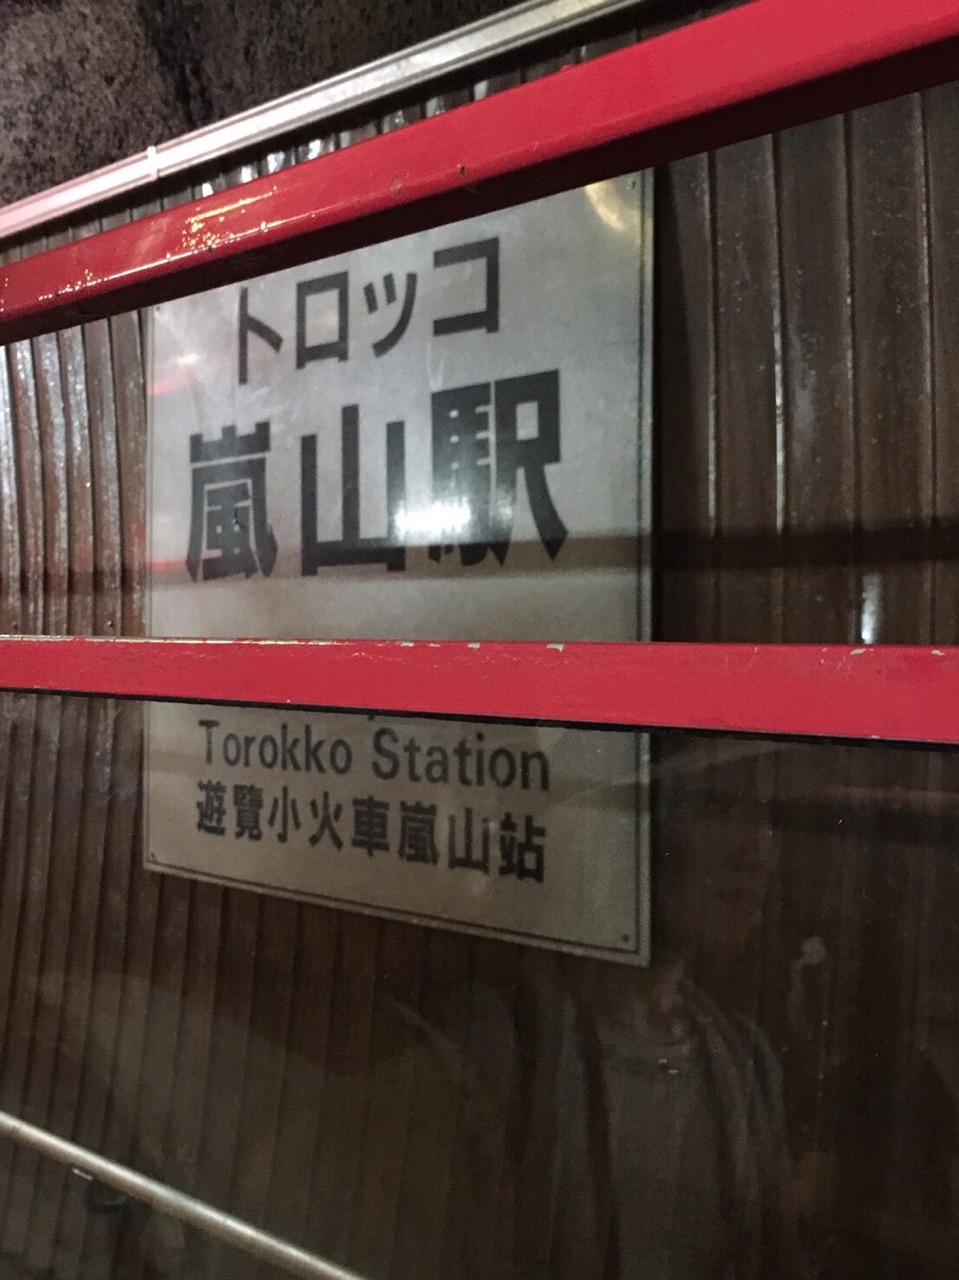 トロッコ
嵐山駅
Torokko Station
遊覽小火車嵐山站